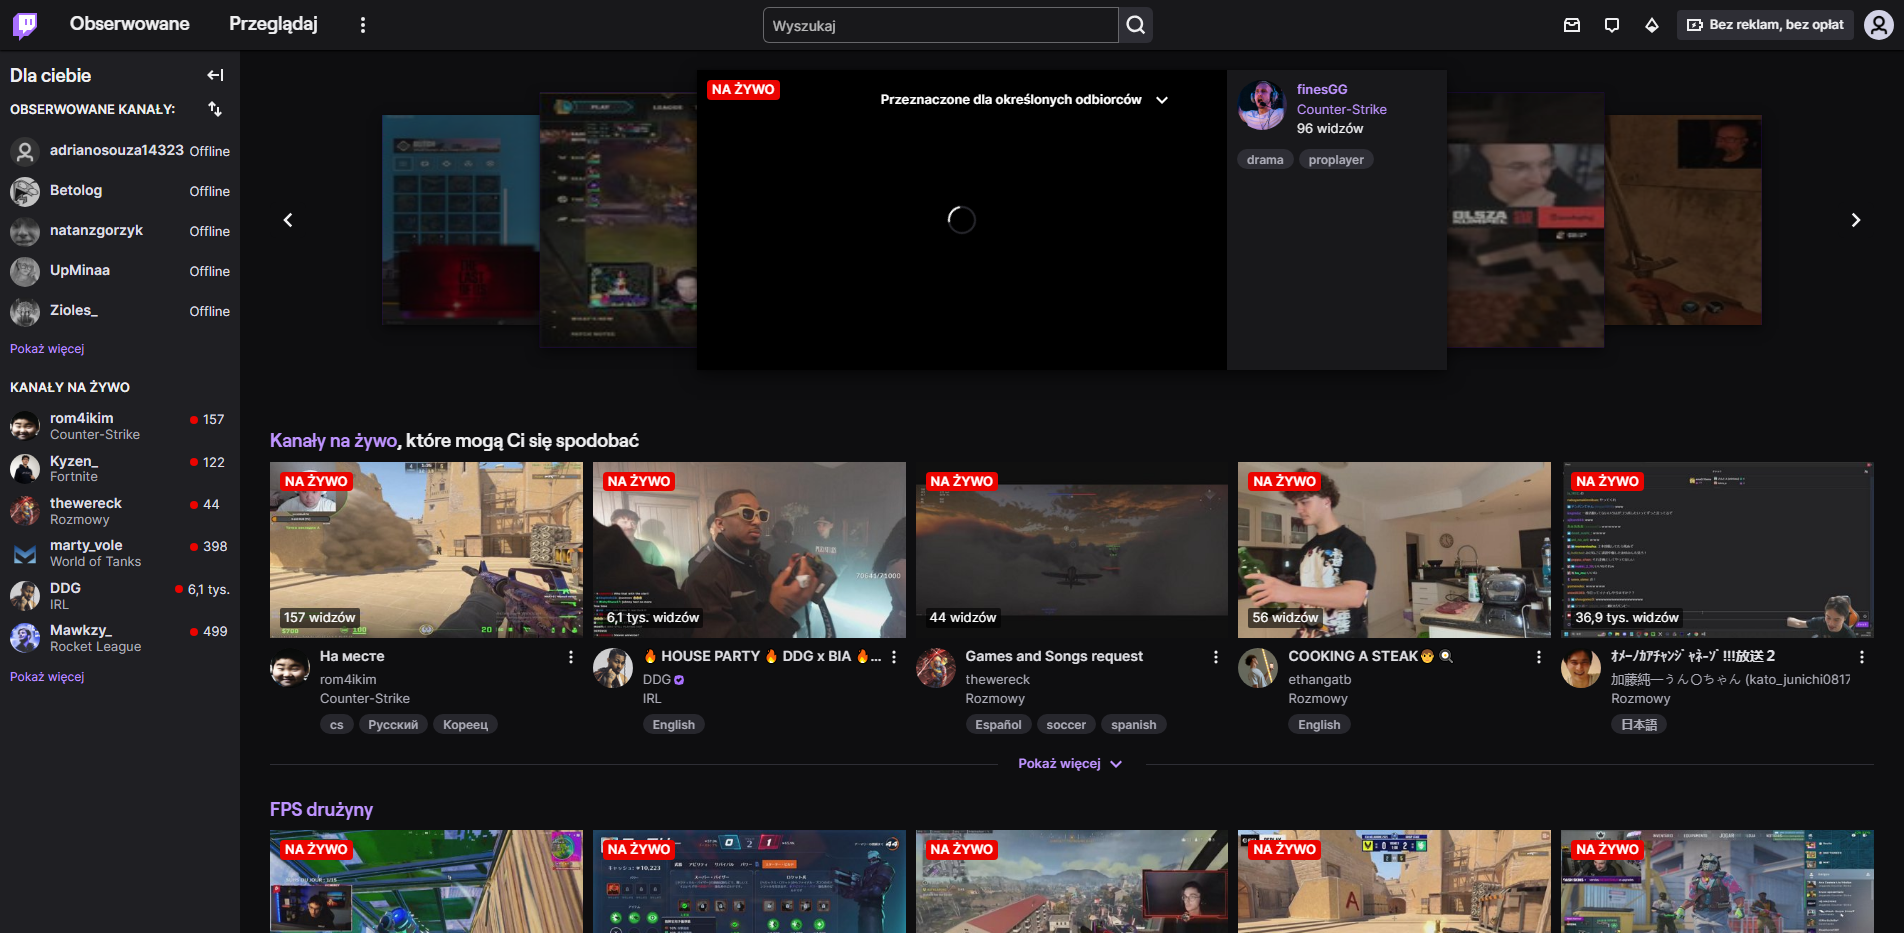 Obserwowane
Przeglądaj
Wyszukaj
Bez reklam, bez opłat
Dla ciebie
OBSERWOWANE KANAŁY:
adrianosouza14323 Offline
Betolog Offline
natanzgorzyk Offline
UpMinaa Offline
Zioles_ Offline
Pokaż więcej
KANAŁY NA ŻYWO
rom4ikim 157
Counter-Strike
Kyzen_ 122
Fortnite
thewereck 44
Rozmowy
marty_vole 398
World of Tanks
DDG 6,1 tys.
IRL
Mawkzy_ 499
Rocket League
Pokaż więcej
NA ŻYWO
Przeznaczone dla określonych odbiorców
finesGG
Counter-Strike
96 widzów
drama proplayer
Kanały na żywo, które mogą Ci się spodobać
NA ŻYWO
157 widzów
На месте
rom4ikim
Counter-Strike
cs Русский Кореец
NA ŻYWO
70641/71000
6,1 tys. widzów
🔥 HOUSE PARTY 🔥 DDG x BIA 🔥...
DDG
IRL
English
NA ŻYWO
44 widzów
Games and Songs request
thewereck
Rozmowy
Español soccer spanish
NA ŻYWO
56 widzów
COOKING A STEAK
ethangatb
Rozmowy
English
NA ŻYWO
36,9 tys. widzów
ｵﾒｰﾉｶｱﾁｬﾝｼﾞｬﾈｰｿﾞ!!!放送２
加藤純一うん〇ちゃん (kato_junichi0817
Rozmowy
日本語
Pokaż więcej
FPS drużyny
NA ŻYWO
NA ŻYWO
NA ŻYWO
NA ŻYWO
NA ŻYWO